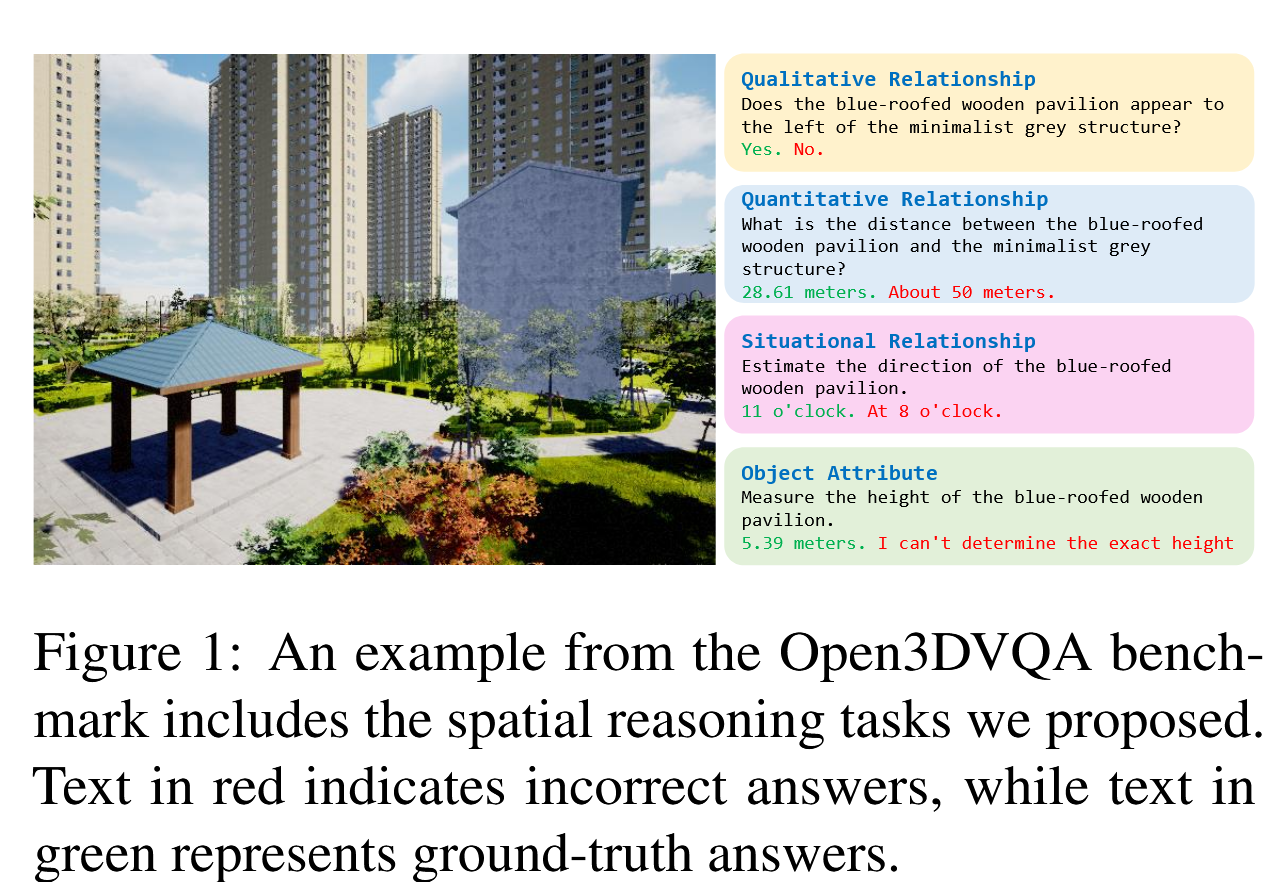 Qualitative Relationship
Does the blue-roofed wooden pavilion appear to
the left of the minimalist grey structure?
Yes. No.
Quantitative Relationship
What is the distance between the blue-roofed
wooden pavilion and the minimalist grey
structure?
28.61 meters. About 50 meters.
Situational Relationship
Estimate the direction of the blue-roofed
wooden pavilion.
11 o'clock. At 8 o'clock.
Object Attribute
Measure the height of the blue-roofed wooden
pavilion.
5.39 meters. I can't determine the exact height
Figure 1: An example from the Open3DVQA bench-
mark includes the spatial reasoning tasks we proposed.
Text in red indicates incorrect answers, while text in
green represents ground-truth answers.